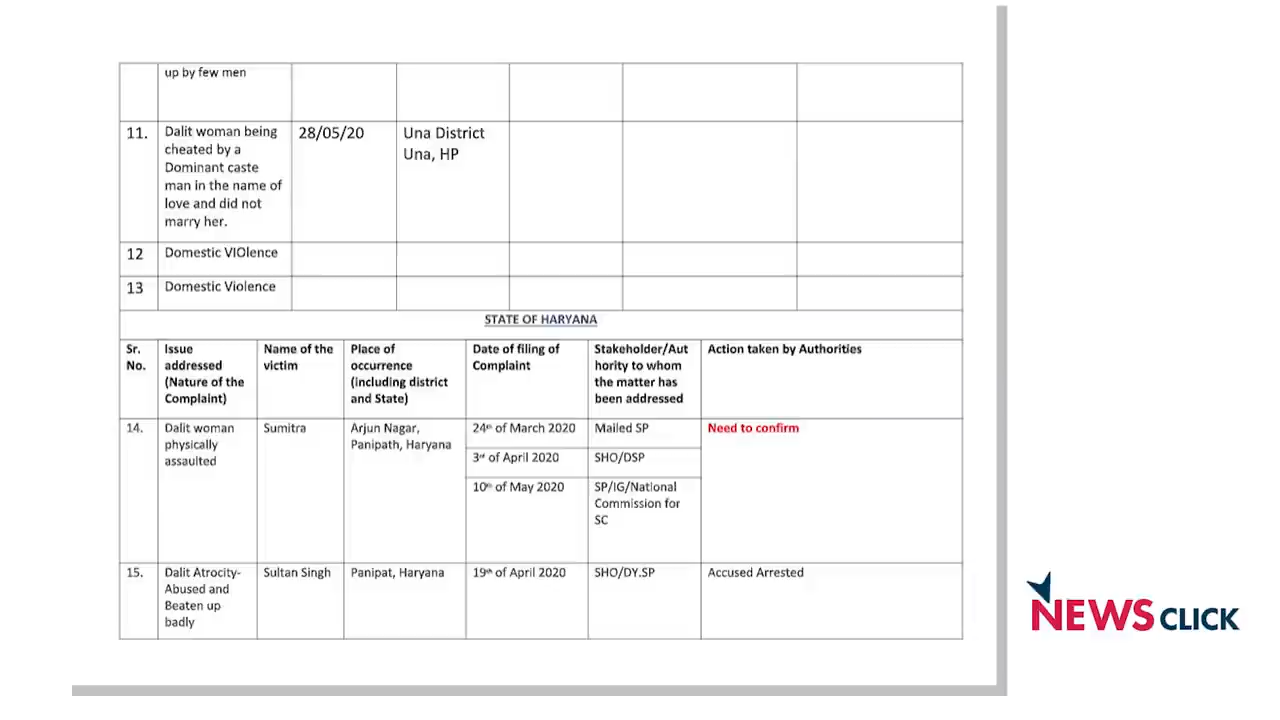 up by few men
11. Dalit woman being 28/05/20 Una District
cheated by a Una, HP
Dominant caste
man in the name of
love and did not
marry her.
12 Domestic VIOlence
13 Domestic Violence
STATE OF HARYANA
Sr. Issue Name of the Place of Date of filing of Stakeholder/Aut Action taken by Authorities
No. addressed victim occurrence Complaint hority to whom
(Nature of the (including district the matter has
Complaint) and State) been addressed
14. Dalit woman Sumitra Arjun Nagar, 24th of March 2020 Mailed SP Need to confirm
physically Panipath, Haryana
assaulted 3rd of April 2020 SHO/DSP
10th of May 2020 SP/IG/National
Commission for
SC
15. Dalit Atrocity- Sultan Singh Panipat, Haryana 19th of April 2020 SHO/DY.SP Accused Arrested
Abused and
Beaten up
badly
NEWSCLICK